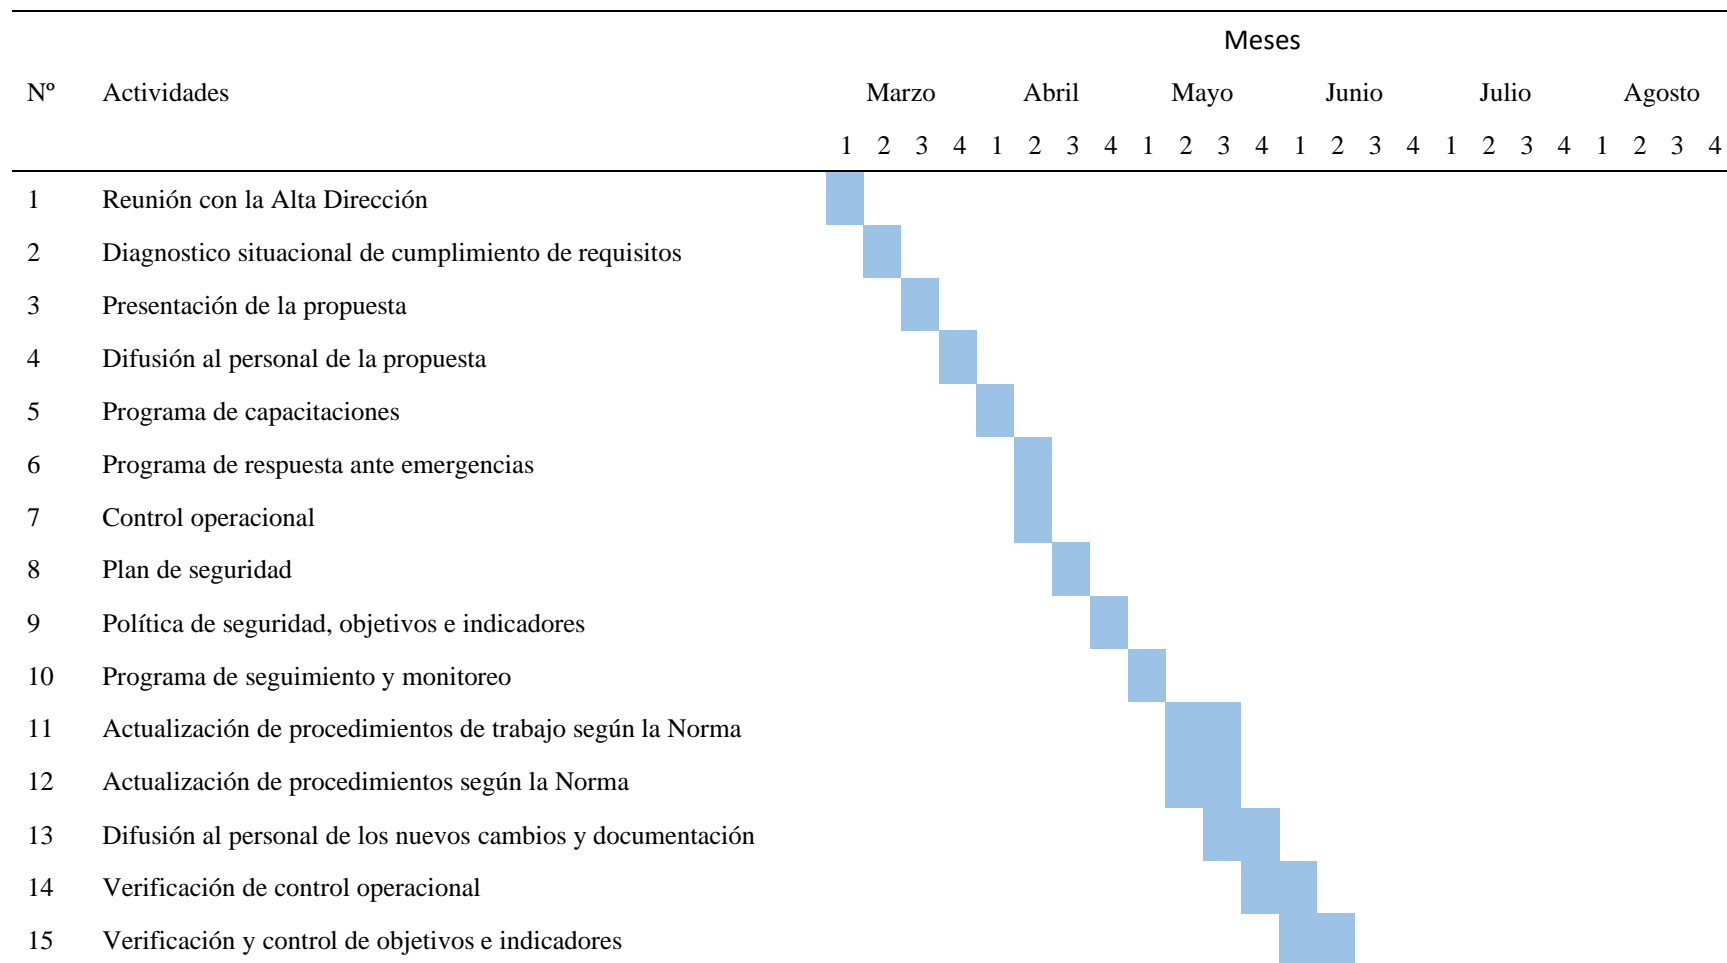 Meses
Nº Actividades Marzo Abril Mayo Junio Julio Agosto
1 2 3 4 1 2 3 4 1 2 3 4 1 2 3 4 1 2 3 4 1 2 3 4
1 Reunión con la Alta Dirección
2 Diagnostico situacional de cumplimiento de requisitos
3 Presentación de la propuesta
4 Difusión al personal de la propuesta
5 Programa de capacitaciones
6 Programa de respuesta ante emergencias
7 Control operacional
8 Plan de seguridad
9 Política de seguridad, objetivos e indicadores
10 Programa de seguimiento y monitoreo
11 Actualización de procedimientos de trabajo según la Norma
12 Actualización de procedimientos según la Norma
13 Difusión al personal de los nuevos cambios y documentación
14 Verificación de control operacional
15 Verificación y control de objetivos e indicadores